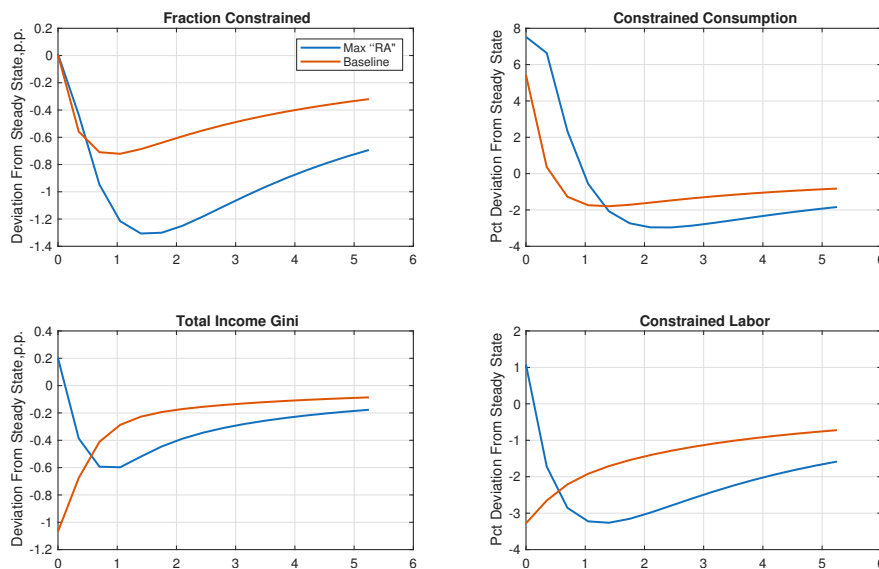 Fraction Constrained
Deviation From Steady State,p.p.
0.2
0
-0.2
-0.4
-0.6
-0.8
-1
-1.2
-1.4
0 1 2 3 4 5 6
Max “RA"
Baseline
Constrained Consumption
Pct Deviation From Steady State
8
6
4
2
0
-2
-4
0 1 2 3 4 5 6
Total Income Gini
Deviation From Steady State,p.p.
0.4
0.2
0
-0.2
-0.4
-0.6
-0.8
-1
-1.2
0 1 2 3 4 5 6
Constrained Labor
Pct Deviation From Steady State
2
1
0
-1
-2
-3
-4
0 1 2 3 4 5 6